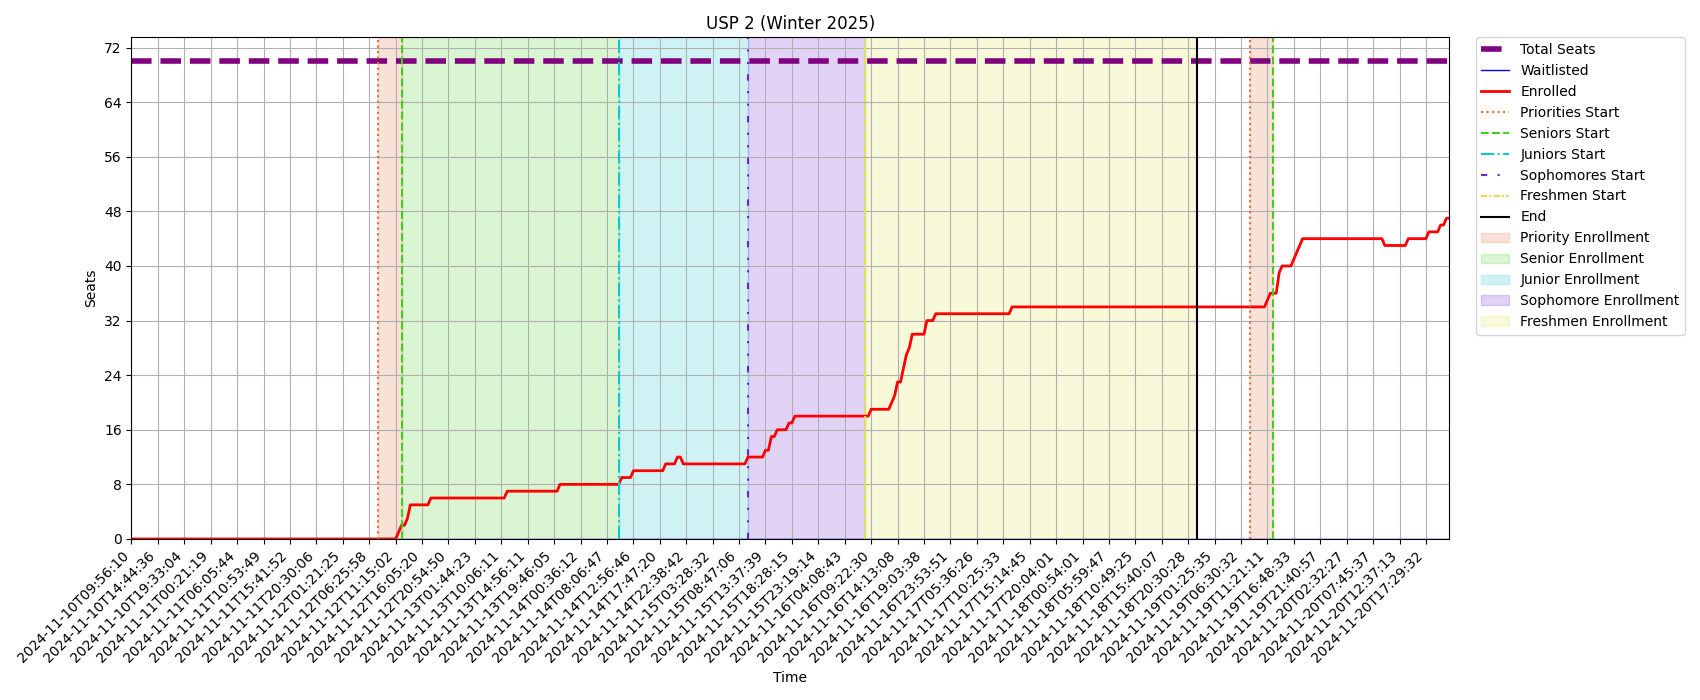 USP 2 (Winter 2025)
72
64
56
48
40
32
24
16
8
0
Seats
2024-11-10T09:56:10
2024-11-10T14:44:36
2024-11-10T19:33:04
2024-11-11T00:21:19
2024-11-11T06:05:44
2024-11-11T10:53:49
2024-11-11T15:41:52
2024-11-11T20:30:06
2024-11-12T01:21:25
2024-11-12T06:25:58
2024-11-12T11:15:02
2024-11-12T16:05:20
2024-11-12T20:54:50
2024-11-13T01:44:23
2024-11-13T10:06:11
2024-11-13T14:56:11
2024-11-13T19:46:05
2024-11-14T00:36:12
2024-11-14T08:06:47
2024-11-14T12:56:46
2024-11-14T17:47:20
2024-11-14T22:38:42
2024-11-15T03:28:32
2024-11-15T08:47:06
2024-11-15T13:37:39
2024-11-15T18:28:15
2024-11-15T23:19:14
2024-11-16T04:08:43
2024-11-16T09:22:30
2024-11-16T14:13:08
2024-11-16T19:03:38
2024-11-16T23:53:51
2024-11-17T05:36:26
2024-11-17T10:25:33
2024-11-17T15:14:45
2024-11-17T20:04:01
2024-11-18T00:54:01
2024-11-18T05:59:47
2024-11-18T10:49:25
2024-11-18T15:40:07
2024-11-18T20:30:28
2024-11-19T01:25:35
2024-11-19T06:30:32
2024-11-19T11:21:11
2024-11-19T16:48:33
2024-11-19T21:40:57
2024-11-20T02:32:27
2024-11-20T07:45:37
2024-11-20T12:37:13
2024-11-20T17:29:32
Time
Total Seats
Waitlisted
Enrolled
Priorities Start
Seniors Start
Juniors Start
Sophomores Start
Freshmen Start
End
Priority Enrollment
Senior Enrollment
Junior Enrollment
Sophomore Enrollment
Freshmen Enrollment